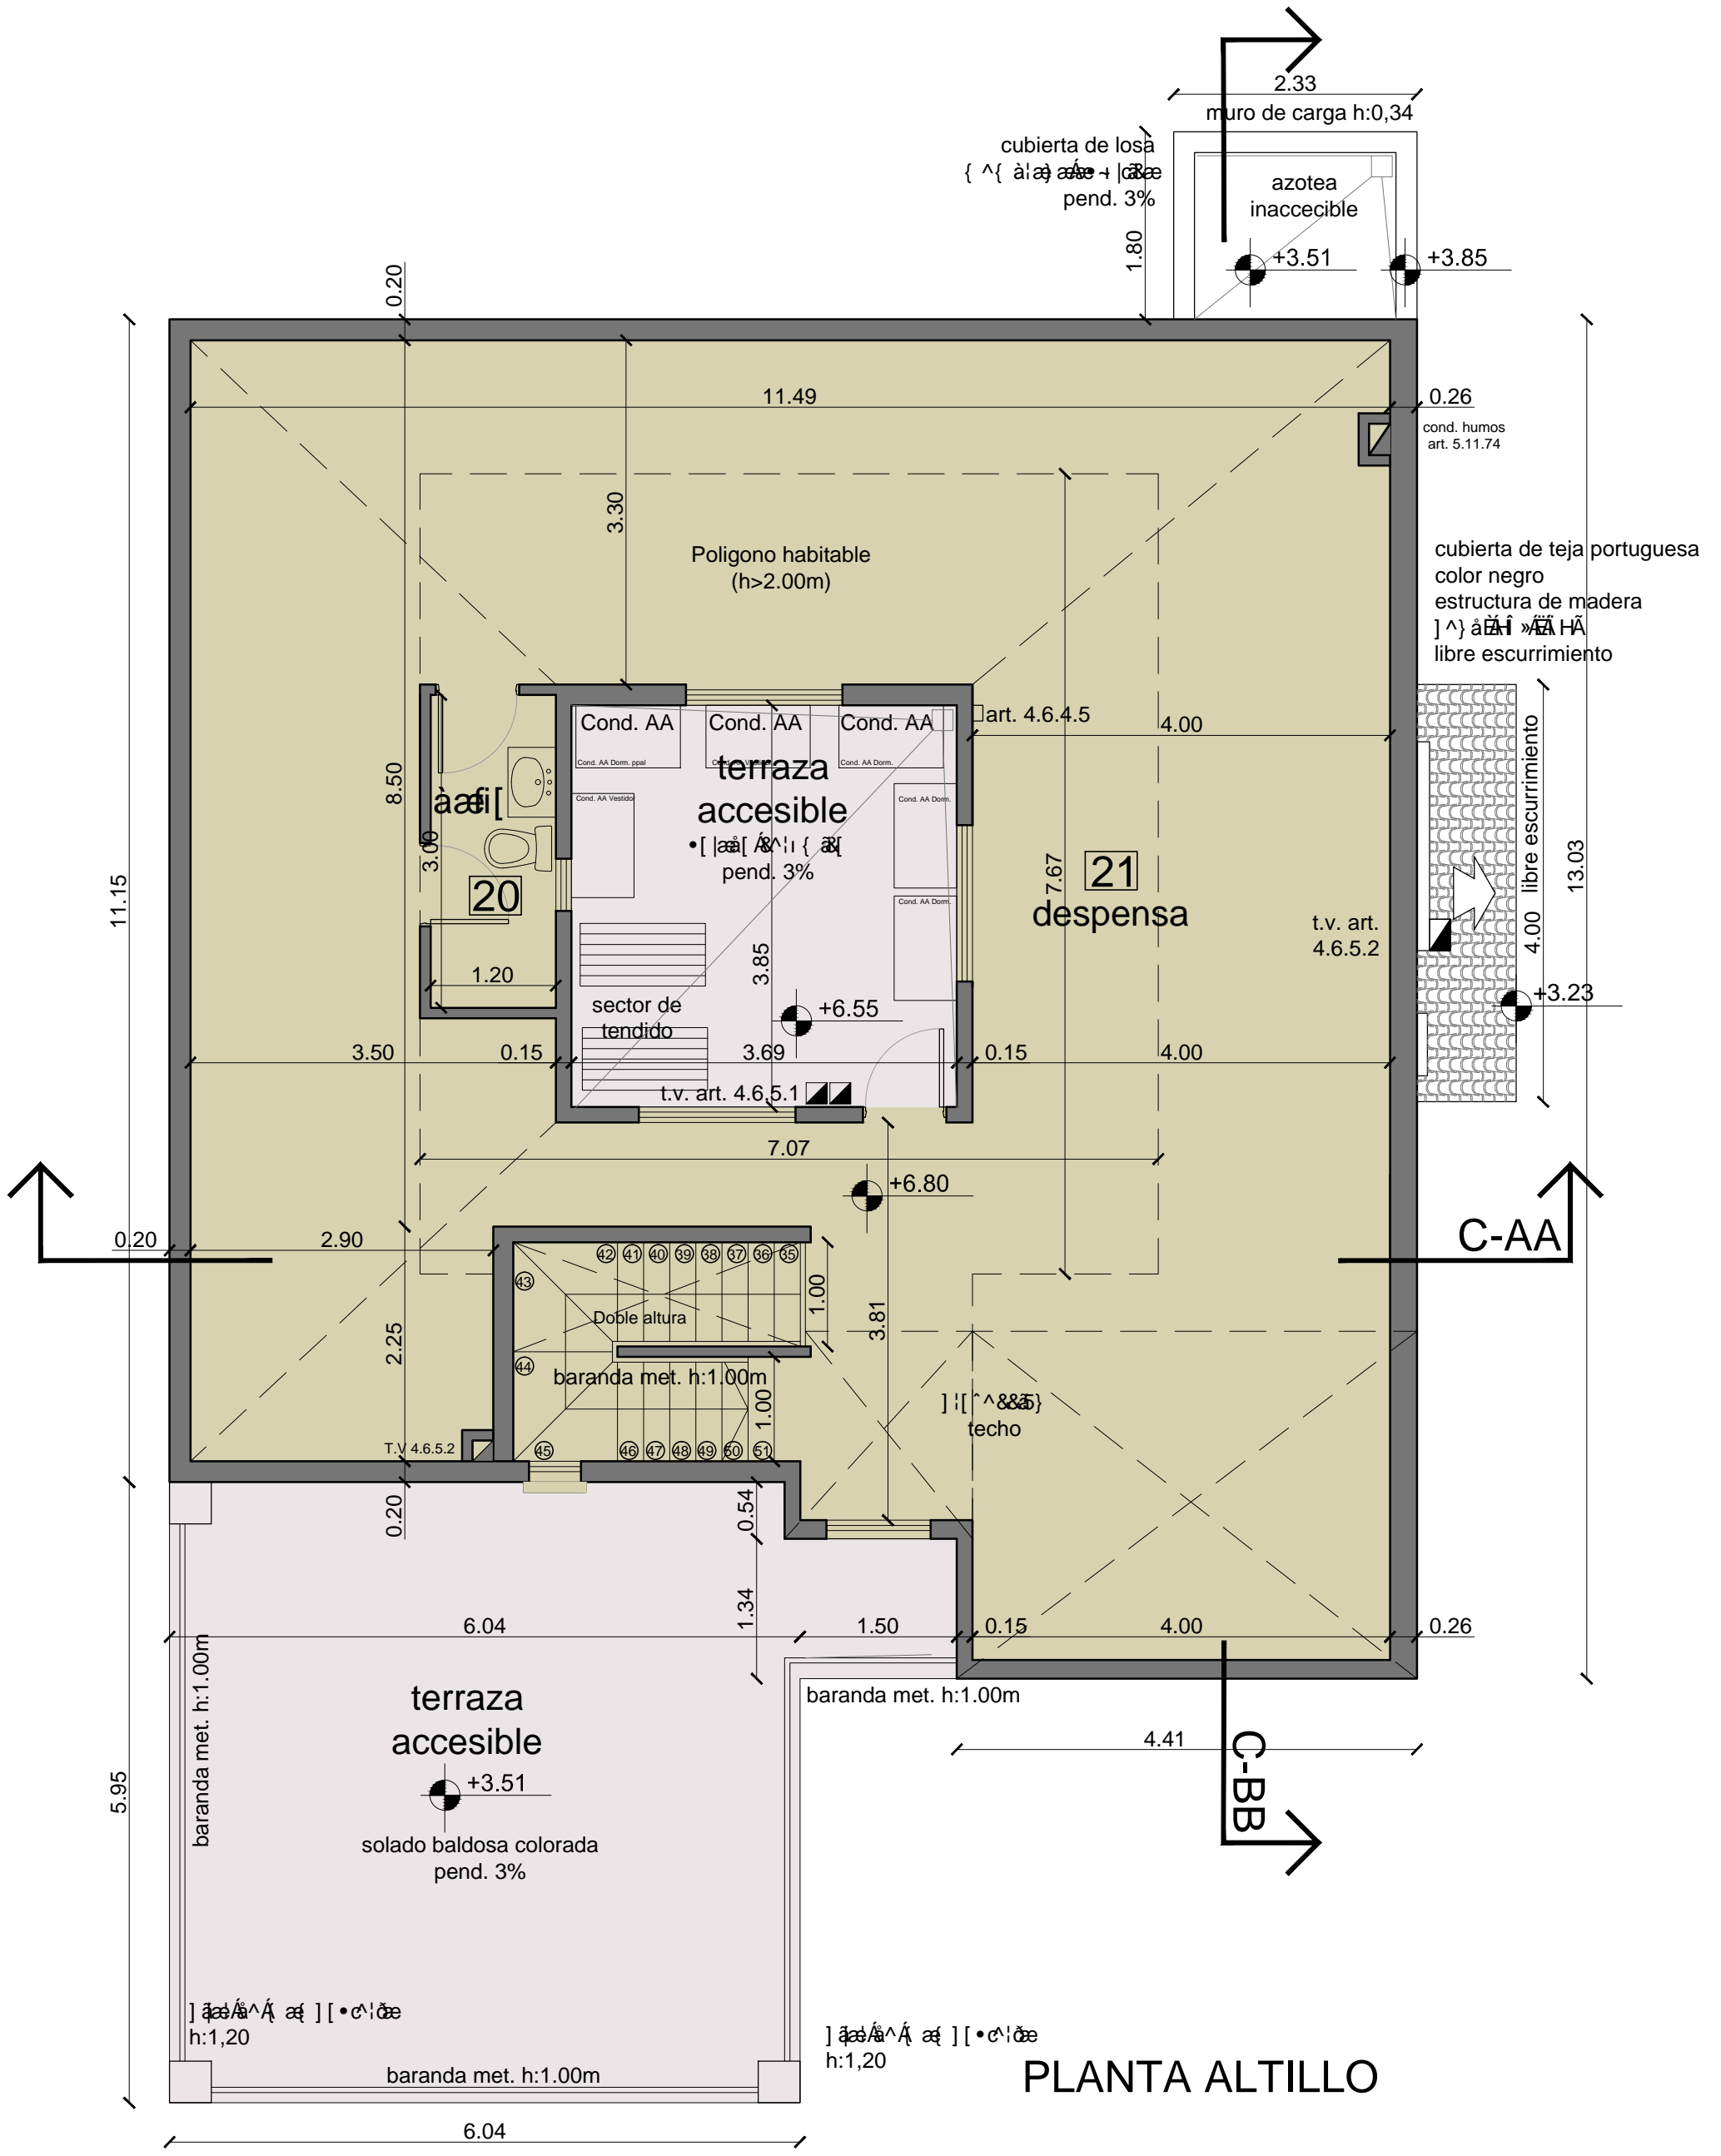 2.33
muro de carga h:0,34
cubierta de losa
pend. 3%
azotea
inaccecible
1.80
+3.51
+3.85
0.20
11.49
0.26
cond. humos
art. 5.11.74
3.30
Poligono habitable
(h>2.00m)
cubierta de teja portuguesa
color negro
estructura de madera
libre escurrimiento
Cond. AA
Cond. AA
Cond. AA
Cond. AA Dorm. ppal
Cond. AA Dorm.
art. 4.6.4.5
4.00
8.50
terraza
accesible
pend. 3%
Cond. AA Vestidor
Cond. AA Dorm.
Cond. AA Dorm.
3.00
20
1.20
3.85
7.67
21
despensa
t.v. art.
4.6.5.2
4.00 libre escurrimiento
13.03
11.15
+3.23
sector de
tendido
+6.55
3.50
0.15
3.69
0.15
4.00
t.v. art. 4.6.5.1
7.07
+6.80
0.20
2.90
C-AA
42
41
40
39
38
37
36
35
43
1.00
Doble altura
3.81
2.25
44
baranda met. h:1.00m
1.00
techo
T.V 4.6.5.2
45
46
47
48
49
50
51
0.20
0.54
1.34
6.04
1.50
0.15
4.00
0.26
baranda met. h:1.00m
terraza
accesible
baranda met. h:1.00m
4.41
C-BB
+3.51
5.95
solado baldosa colorada
pend. 3%
h:1,20
h:1,20
baranda met. h:1.00m
PLANTA ALTILLO
6.04